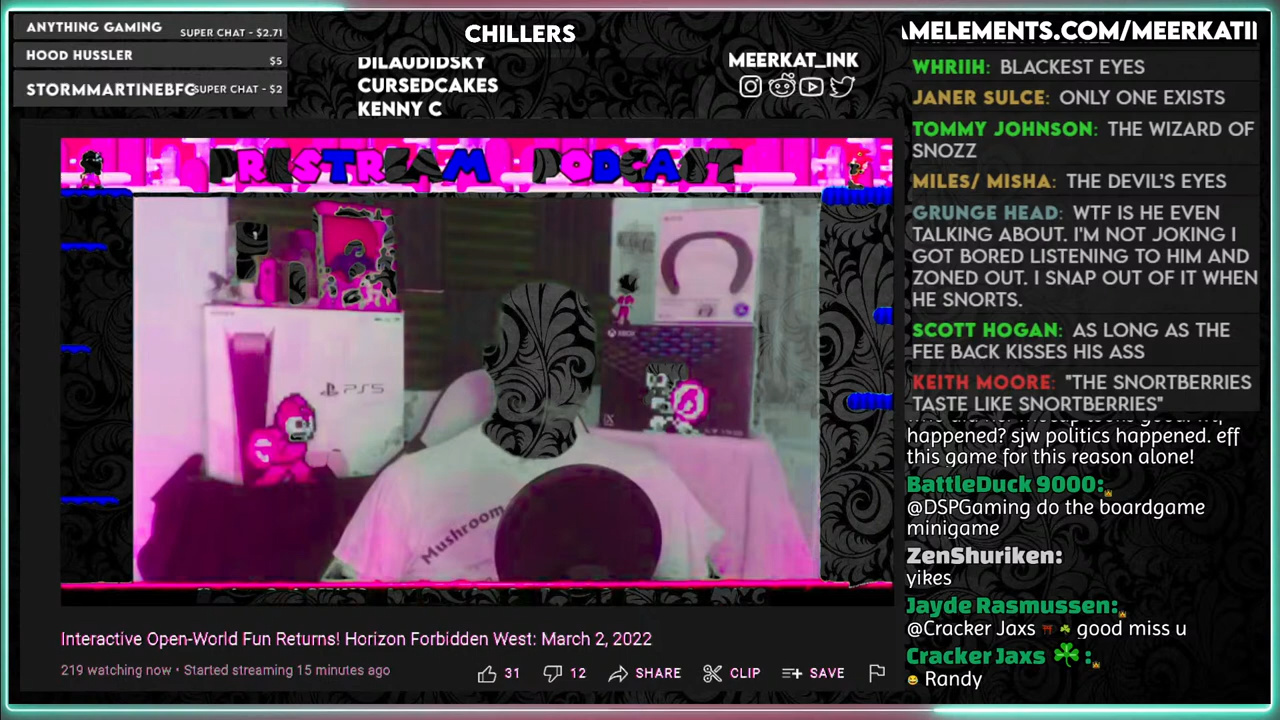 ANYTHING GAMING SUPER CHAT - $2.71
HOOD HUSSLER $5
STORMMARTINEBFG SUPER CHAT - $2
CHILLERS
DILAUDIDSKY
CURSEDCAKES
KENNY C
MEERKAT_INK
AMELEMENTS.COM/MEERKATII
PRESTREAM PODCAST
PS5
XBOX
Mushroom
Interactive Open-World Fun Returns! Horizon Forbidden West: March 2, 2022
219 watching now • Started streaming 15 minutes ago
31 12 SHARE CLIP SAVE
WHRIIH: BLACKEST EYES
JANER SULCE: ONLY ONE EXISTS
TOMMY JOHNSON: THE WIZARD OF
SNOZZ
MILES/ MISHA: THE DEVIL'S EYES
GRUNGE HEAD: WTF IS HE EVEN
TALKING ABOUT. I'M NOT JOKING I
GOT BORED LISTENING TO HIM AND
ZONED OUT. I SNAP OUT OF IT WHEN
HE SNORTS.
SCOTT HOGAN: AS LONG AS THE
FEE BACK KISSES HIS ASS
KEITH MOORE: "THE SNORTBERRIES
TASTE LIKE SNORTBERRIES"
happened? sjw politics happened. eff
this game for this reason alone!
BattleDuck 9000:
@DSPGaming do the boardgame
minigame
ZenShuriken:
yikes
Jayde Rasmussen:
@Cracker Jaxs ⛩️☘️ good miss u
Cracker Jaxs ☘️ :
Randy